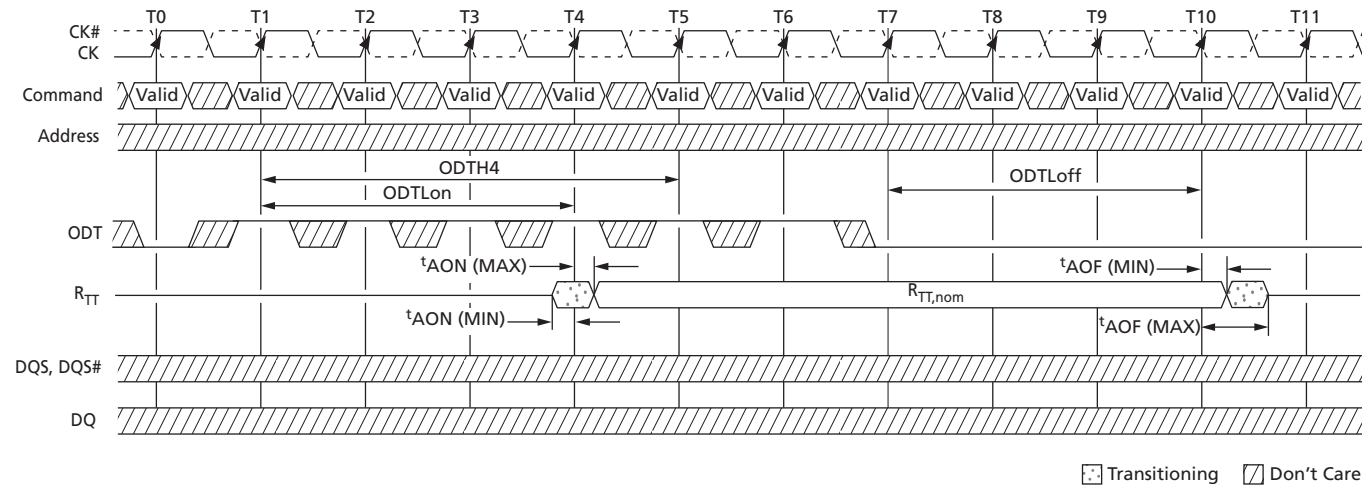 T0 T1 T2 T3 T4 T5 T6 T7 T8 T9 T10 T11
CK#
CK
Command Valid Valid Valid Valid Valid Valid Valid Valid Valid Valid Valid Valid
Address
ODTH4
ODTLoff
ODTLon
ODT
tAON (MAX) tAOF (MIN)
RTT RTT,nom
tAON (MIN) tAOF (MAX)
DQS, DQS#
DQ
Transitioning Don't Care